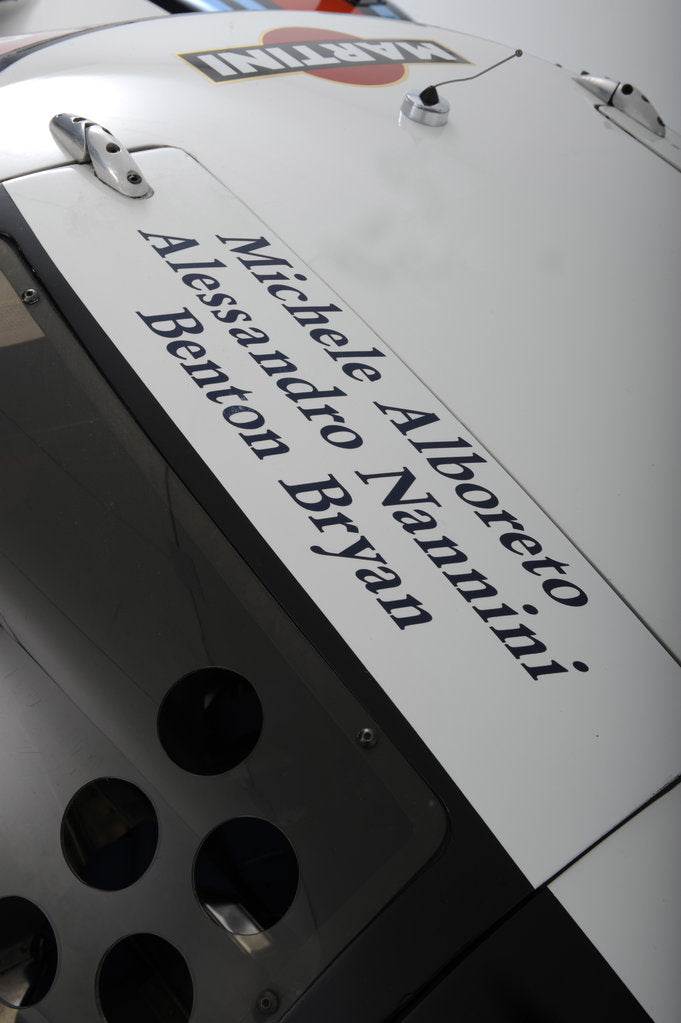 MARTINI
Michele Alboreto
Alessandro Nannini
Benton Bryan